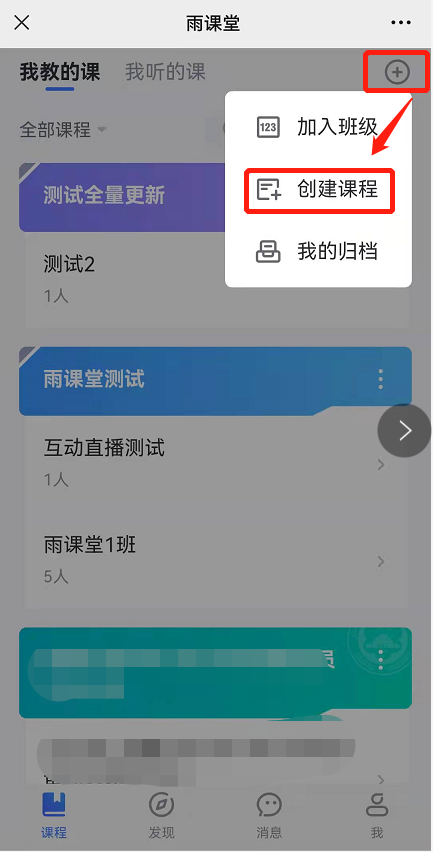 雨课堂
我教的课 我听的课
全部课程
加入班级
创建课程
我的归档
测试全量更新
测试2
1人
雨课堂测试
互动直播测试
1人
雨课堂1班
5人
员
课程 发现 消息 我